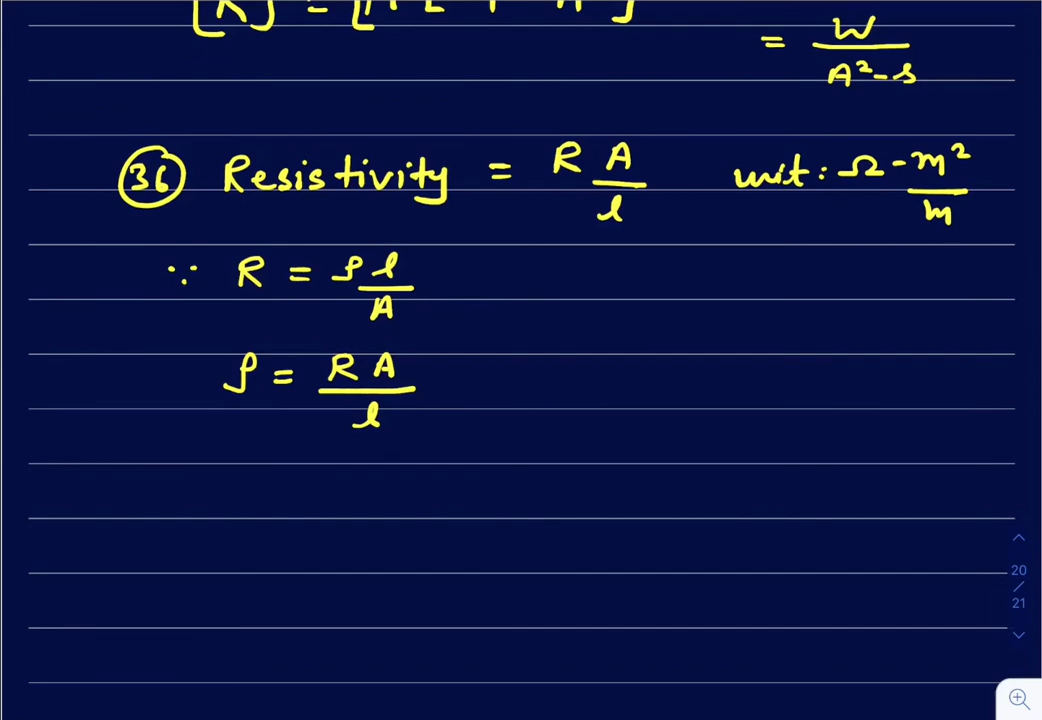 = W / A² - s
36 Resistivity = R A / l unit: Ω - m² / m
∵ R = ρ l / A
ρ = R A / l
20
/
21